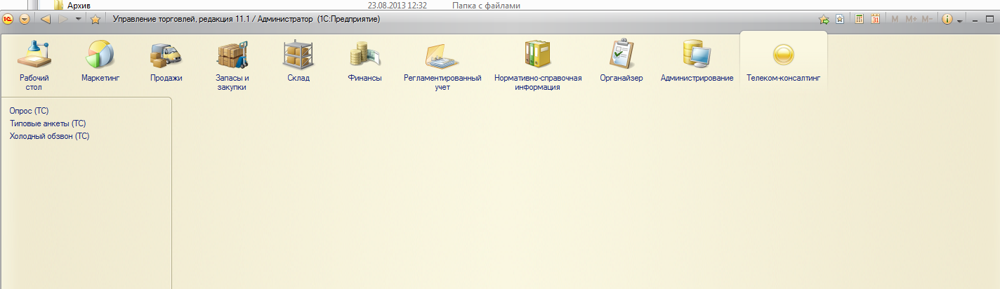 Архив 23.08.2013 12:32 Папка с файлами
1С Управление торговлей, редакция 11.1 / Администратор (1С:Предприятие) 31 M M+ M-
Рабочий стол
Маркетинг
Продажи
Запасы и закупки
Склад
Финансы
Регламентированный учет
Нормативно-справочная информация
Органайзер
Администрирование
Телеком-консалтинг
Опрос (ТС)
Типовые анкеты (ТС)
Холодный обзвон (ТС)